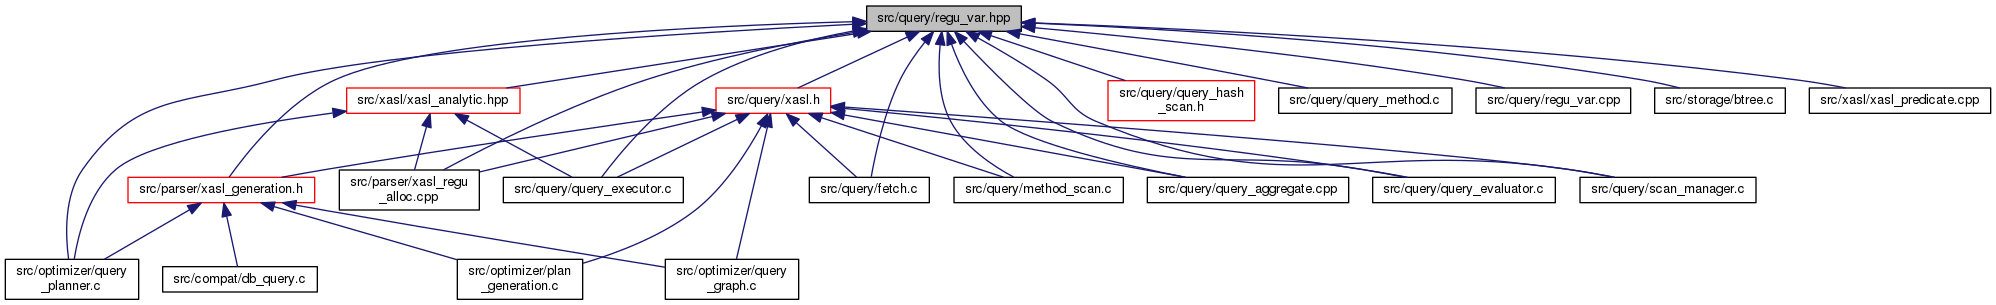 src/query/regu_var.hpp
src/xasl/xasl_analytic.hpp
src/query/xasl.h
src/query/query_hash
_scan.h
src/query/query_method.c
src/query/regu_var.cpp
src/storage/btree.c
src/xasl/xasl_predicate.cpp
src/parser/xasl_generation.h
src/parser/xasl_regu
_alloc.cpp
src/query/query_executor.c
src/query/fetch.c
src/query/method_scan.c
src/query/query_aggregate.cpp
src/query/query_evaluator.c
src/query/scan_manager.c
src/optimizer/query
_planner.c
src/compat/db_query.c
src/optimizer/plan
_generation.c
src/optimizer/query
_graph.c